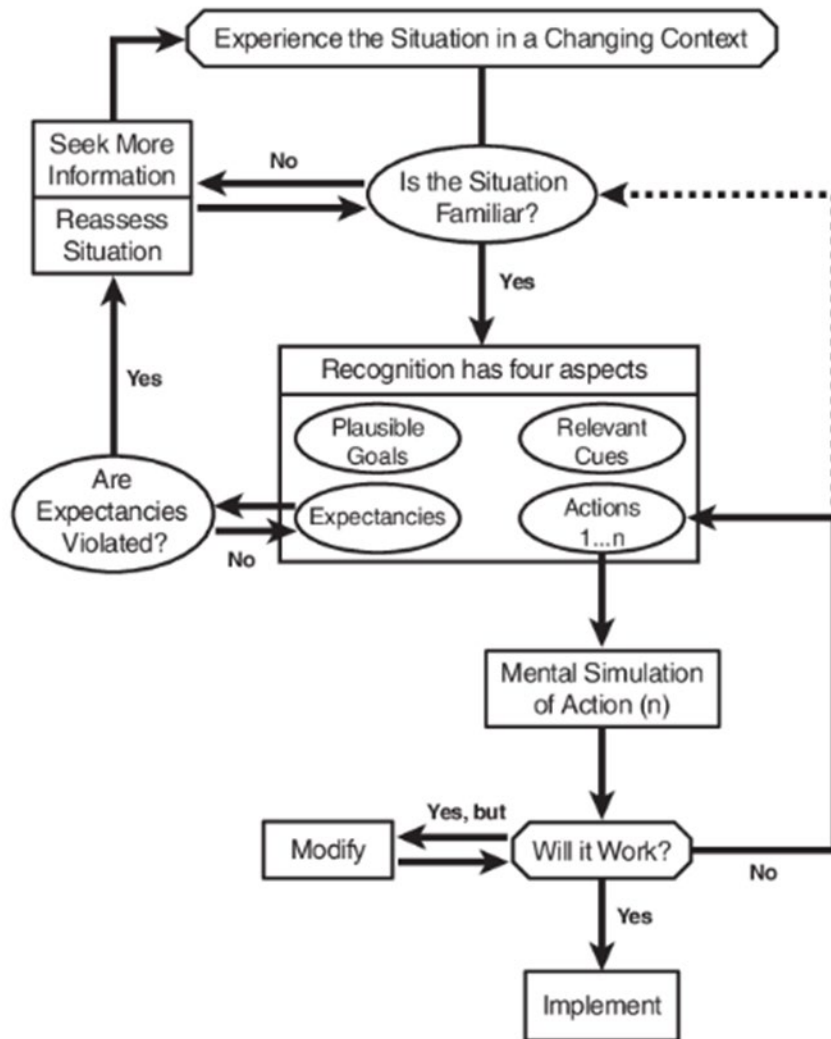 Experience the Situation in a Changing Context
Seek More
Information
No
Is the Situation
Familiar?
Reassess
Situation
Yes
Recognition has four aspects
Yes
Plausible
Goals
Relevant
Cues
Are
Expectancies
Violated?
Expectancies
Actions
1...n
No
Mental Simulation
of Action (n)
Yes, but
Modify
Will it Work?
No
Yes
Implement